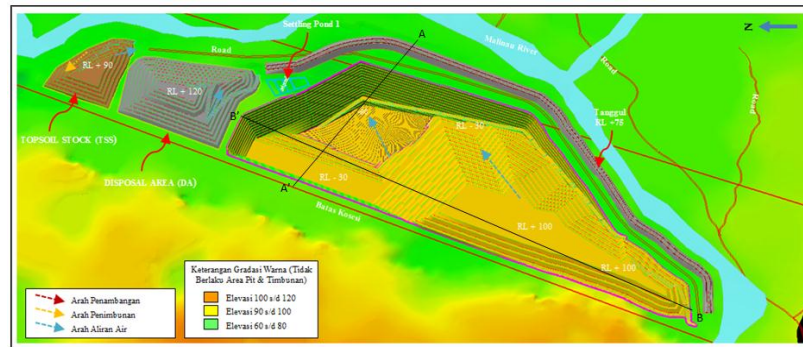 Settling Pond 1
A
Malinau River
Z
Road
RL + 90
RL + 120
Road
Road
B'
Tanggul
RL +75
RL - 50
TOPSOIL STOCK (TSS)
DISPOSAL AREA (DA)
A'
RL - 30
Batas Konsesi
RL + 100
RL + 100
B
Keterangan Gradasi Warna (Tidak
Berlaku Area Pit & Timbunan)
Elevasi 100 s/d 120
Elevasi 90 s/d 100
Elevasi 60 s/d 80
Arah Penambangan
Arah Penimbunan
Arah Aliran Air